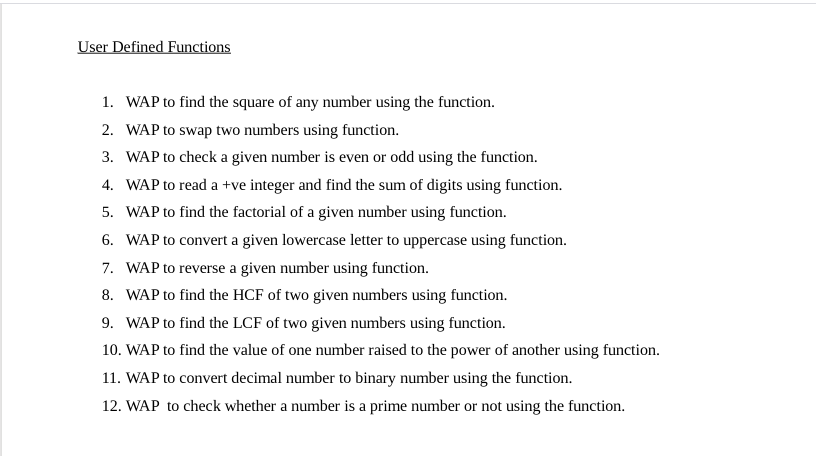 User Defined Functions
1. WAP to find the square of any number using the function.
2. WAP to swap two numbers using function.
3. WAP to check a given number is even or odd using the function.
4. WAP to read a +ve integer and find the sum of digits using function.
5. WAP to find the factorial of a given number using function.
6. WAP to convert a given lowercase letter to uppercase using function.
7. WAP to reverse a given number using function.
8. WAP to find the HCF of two given numbers using function.
9. WAP to find the LCF of two given numbers using function.
10. WAP to find the value of one number raised to the power of another using function.
11. WAP to convert decimal number to binary number using the function.
12. WAP  to check whether a number is a prime number or not using the function.